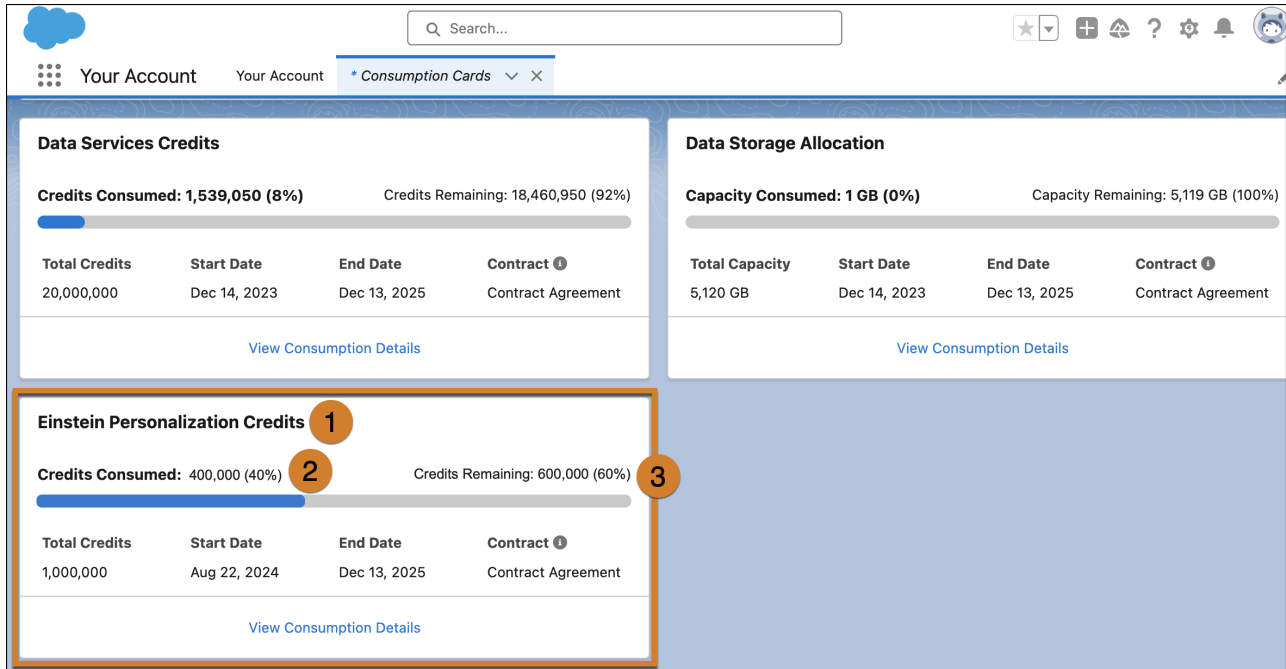 Search...
Your Account Your Account * Consumption Cards
Data Services Credits
Credits Consumed: 1,539,050 (8%) Credits Remaining: 18,460,950 (92%)
Total Credits Start Date End Date Contract
20,000,000 Dec 14, 2023 Dec 13, 2025 Contract Agreement
View Consumption Details
Data Storage Allocation
Capacity Consumed: 1 GB (0%) Capacity Remaining: 5,119 GB (100%)
Total Capacity Start Date End Date Contract
5,120 GB Dec 14, 2023 Dec 13, 2025 Contract Agreement
View Consumption Details
Einstein Personalization Credits 1
Credits Consumed: 400,000 (40%) 2 Credits Remaining: 600,000 (60%) 3
Total Credits Start Date End Date Contract
1,000,000 Aug 22, 2024 Dec 13, 2025 Contract Agreement
View Consumption Details